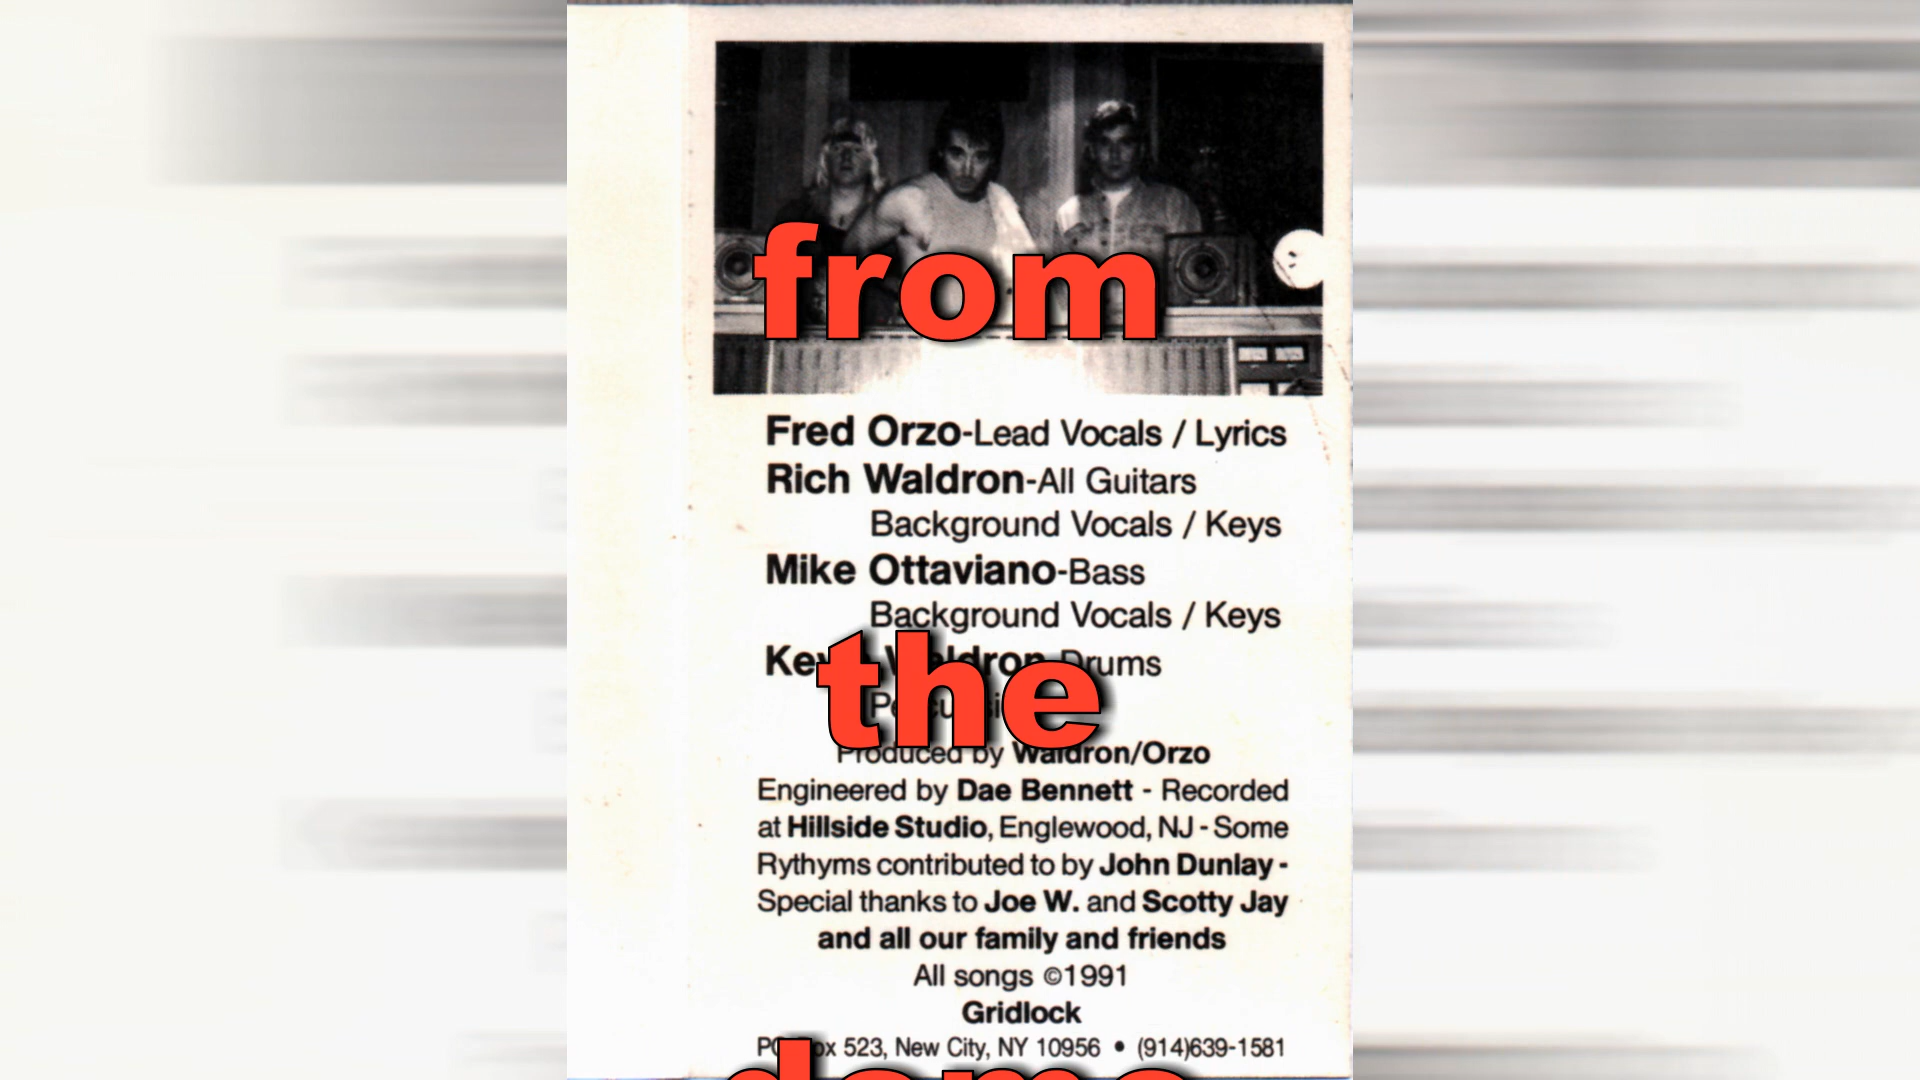 from
Fred Orzo-Lead Vocals / Lyrics
Rich Waldron-All Guitars
Background Vocals / Keys
Mike Ottaviano-Bass
Background Vocals / Keys
Waldron-Drums
the
Produced by Waldron/Orzo
Engineered by Dae Bennett - Recorded
at Hillside Studio, Englewood, NJ - Some
Rythyms contributed to by John Dunlay -
Special thanks to Joe W. and Scotty Jay
and all our family and friends
All songs ©1991
Gridlock
523, New City, NY 10956 • (914)639-1581